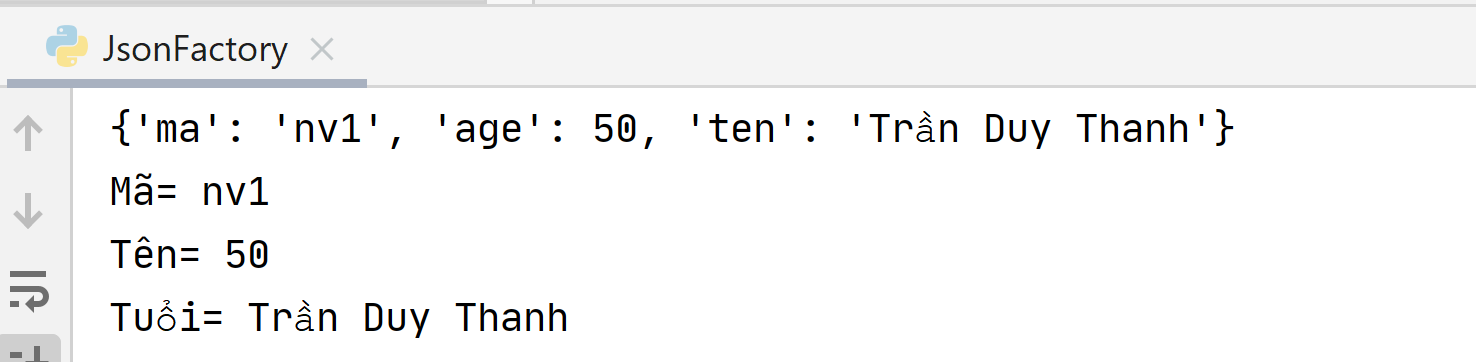 JsonFactory
{'ma': 'nv1', 'age': 50, 'ten': 'Trần Duy Thanh'}
Mã= nv1
Tên= 50
Tuổi= Trần Duy Thanh